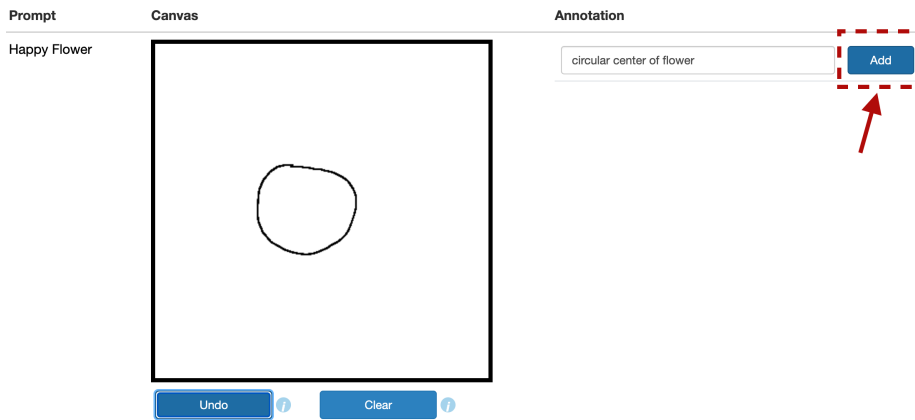 Prompt Canvas Annotation
Happy Flower
circular center of flower Add
Undo i Clear i